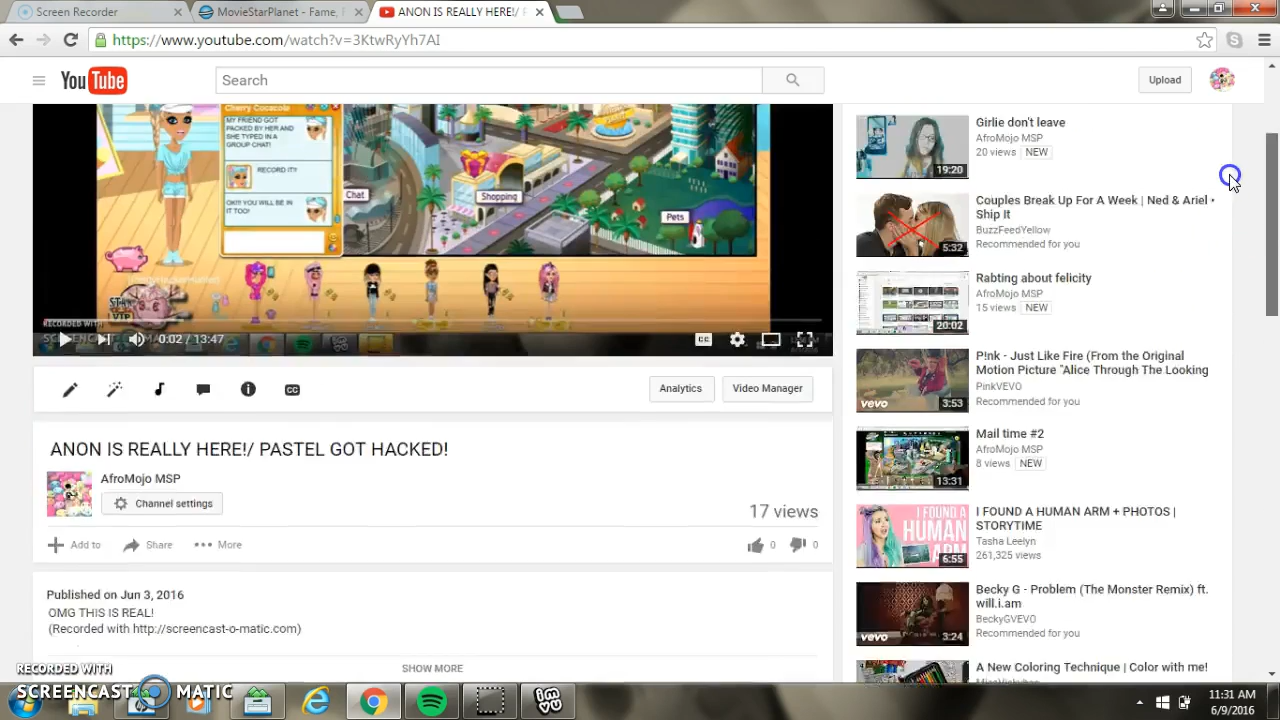 Screen Recorder
MovieStarPlanet - Fame, F
ANON IS REALLY HERE!/ P
https://www.youtube.com/watch?v=3KtwRyYh7AI
YouTube
Search
Upload
Cherry Cocacola
MY FRIEND GOT
PACKED BY HER AND
SHE TYPED IN A
GROUP CHAT!
RECORD IT!
OK!!! YOU WILL BE
IN IT TOO!
Chat
Shopping
Pets
VIP
RECORDED WITH
0:02 / 13:47
CC
Analytics
Video Manager
ANON IS REALLY HERE!/ PASTEL GOT HACKED!
AfroMojo MSP
Channel settings
17 views
Add to
Share
More
0
0
Published on Jun 3, 2016
OMG THIS IS REAL!
(Recorded with http://screencast-o-matic.com)
SHOW MORE
Girlie don't leave
AfroMojo MSP
20 views NEW
19:20
Couples Break Up For A Week | Ned & Ariel •
Ship It
BuzzFeedYellow
Recommended for you
5:32
Rabting about felicity
AfroMojo MSP
15 views NEW
20:02
P!nk - Just Like Fire (From the Original
Motion Picture "Alice Through The Looking
PinkVEVO
Recommended for you
vevo
3:53
Mail time #2
AfroMojo MSP
8 views NEW
13:31
I FOUND A HUMAN ARM + PHOTOS |
STORYTIME
Tasha Leelyn
261,325 views
I FOUND A
HUMAN
ARM
6:55
Becky G - Problem (The Monster Remix) ft.
will.i.am
BeckyGVEVO
Recommended for you
vevo
3:24
A New Coloring Technique | Color with me!
RECORDED WITH
SCREENCAST MATIC
11:31 AM
6/9/2016